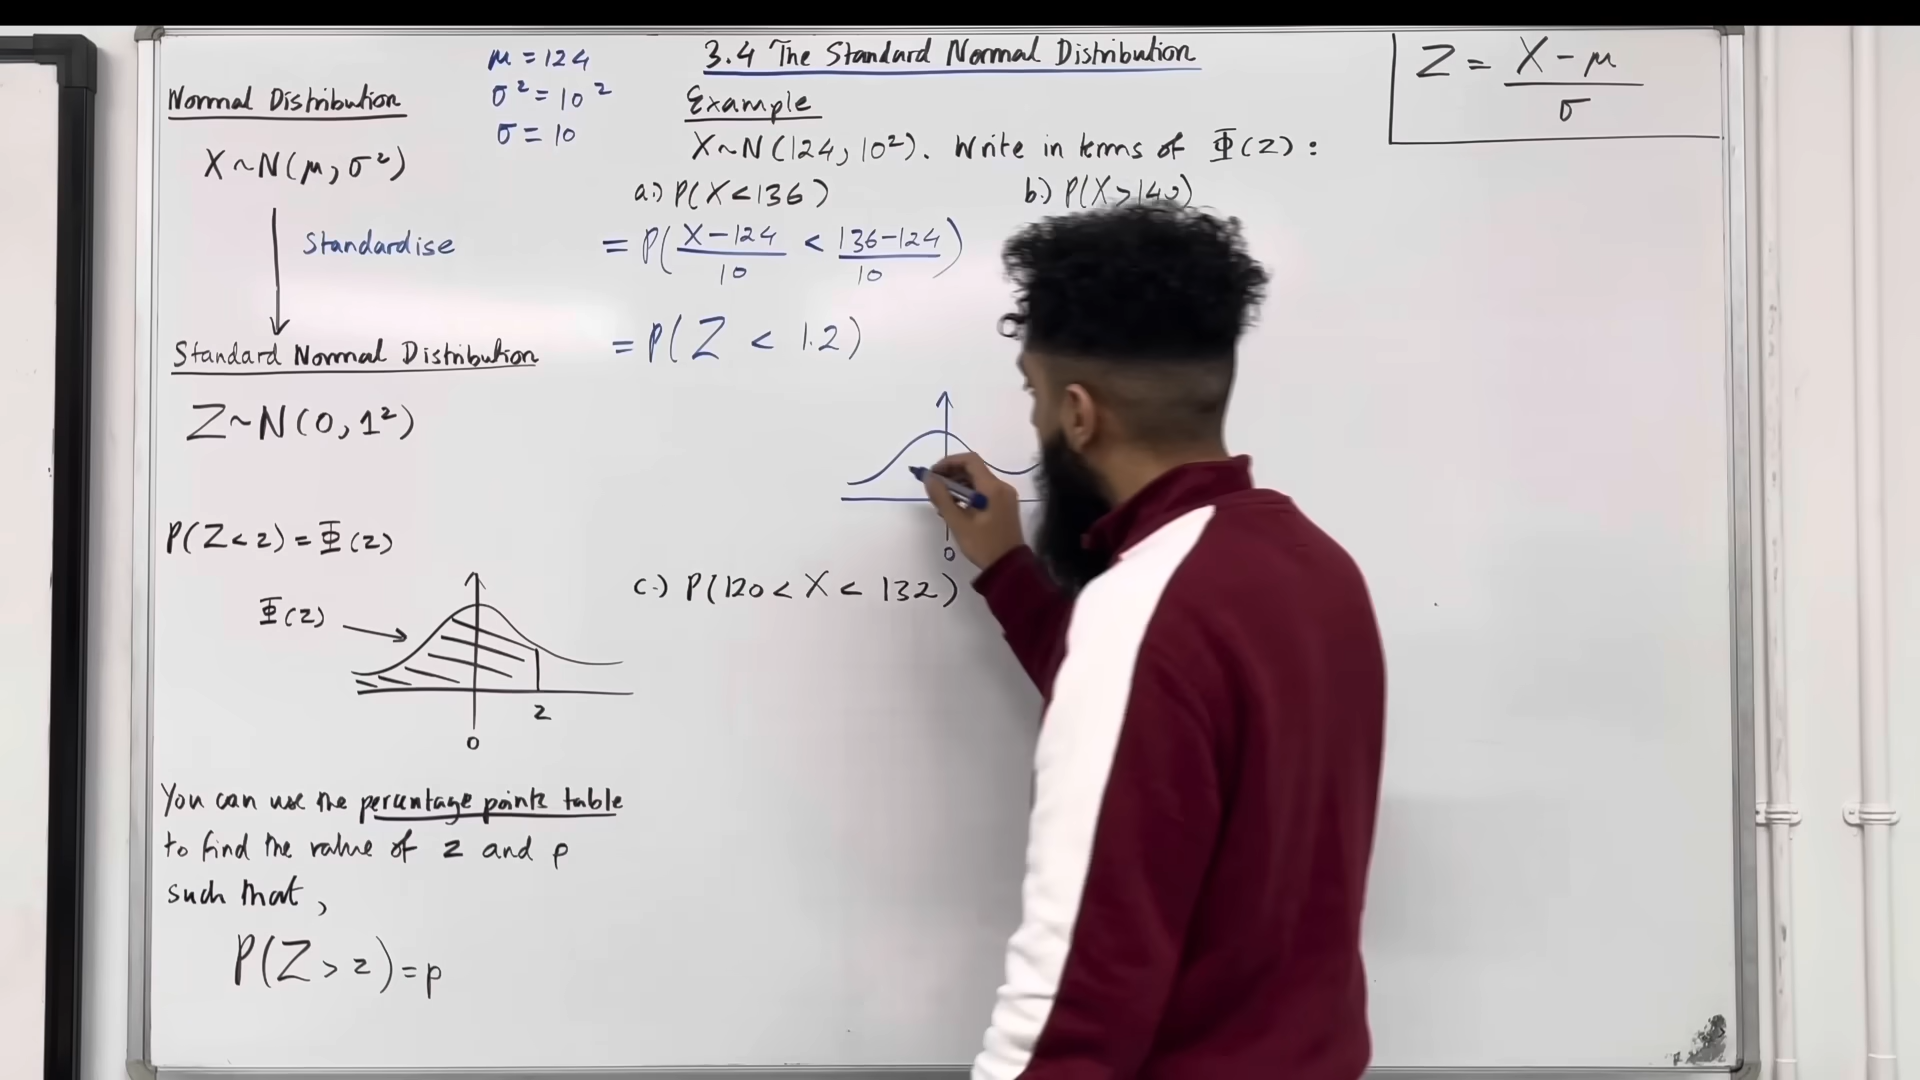 3.4 The Standard Normal Distribution
Z = X - μ / σ
μ = 124
σ² = 10²
σ = 10
Normal Distribution
X ~ N(μ, σ²)
Standardise
Standard Normal Distribution
Z ~ N(0, 1²)
P(Z < z) = Φ(z)
Φ(z)
z
0
You can use the percentage points table
to find the value of z and p
such that,
P(Z > z) = p
Example
X ~ N(124, 10²). Write in terms of Φ(z) :
a.) P(X < 136)
= P( X - 124 / 10 < 136 - 124 / 10 )
= P( Z < 1.2 )
0
b.) P(X > 140)
c.) P(120 < X < 132)